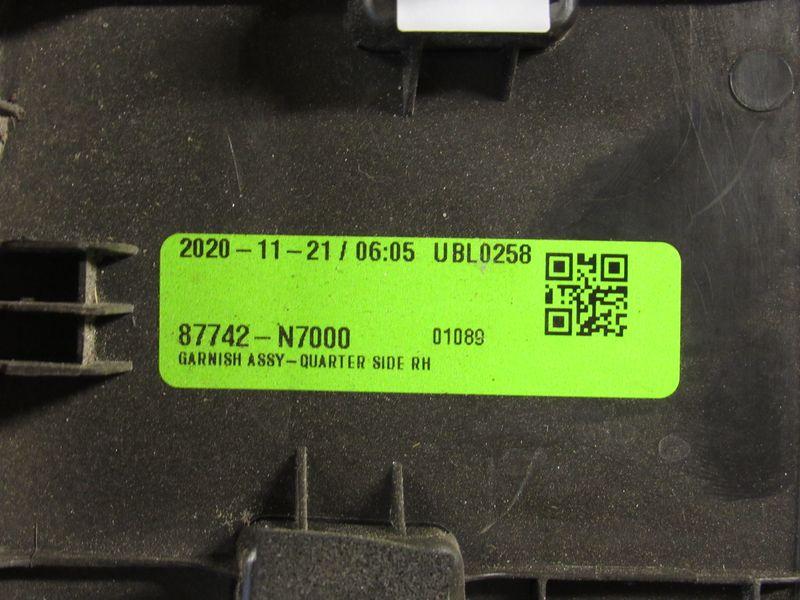 2020-11-21 / 06:05 UBL0258
87742-N7000 01089
GARNISH ASSY-QUARTER SIDE RH